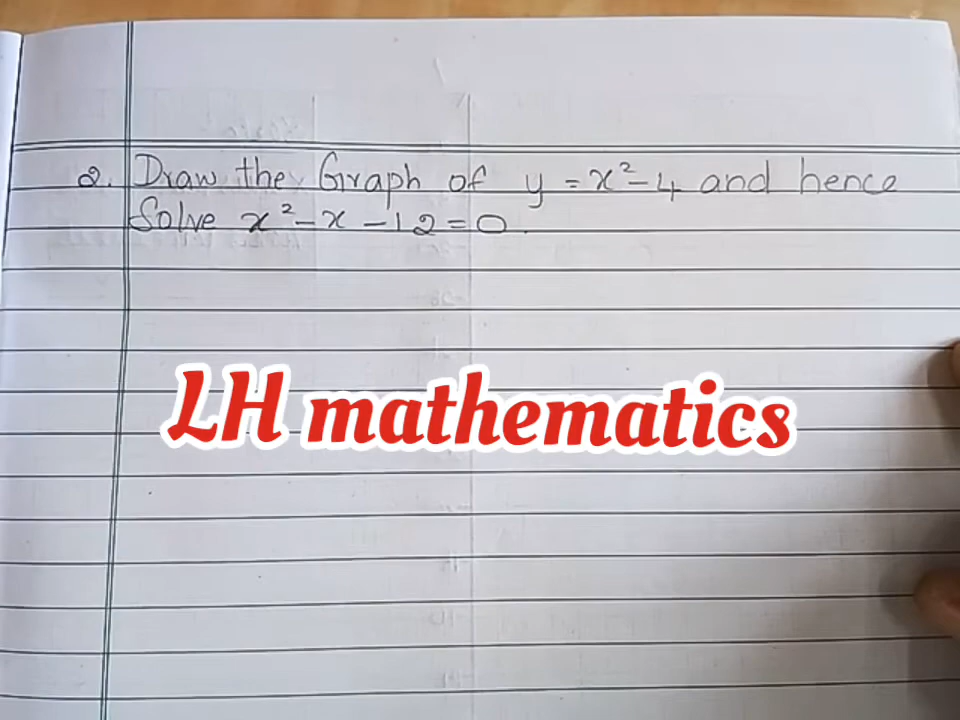 2. Draw the Graph of y = x² - 4 and hence
Solve x² - x - 12 = 0.
LH mathematics